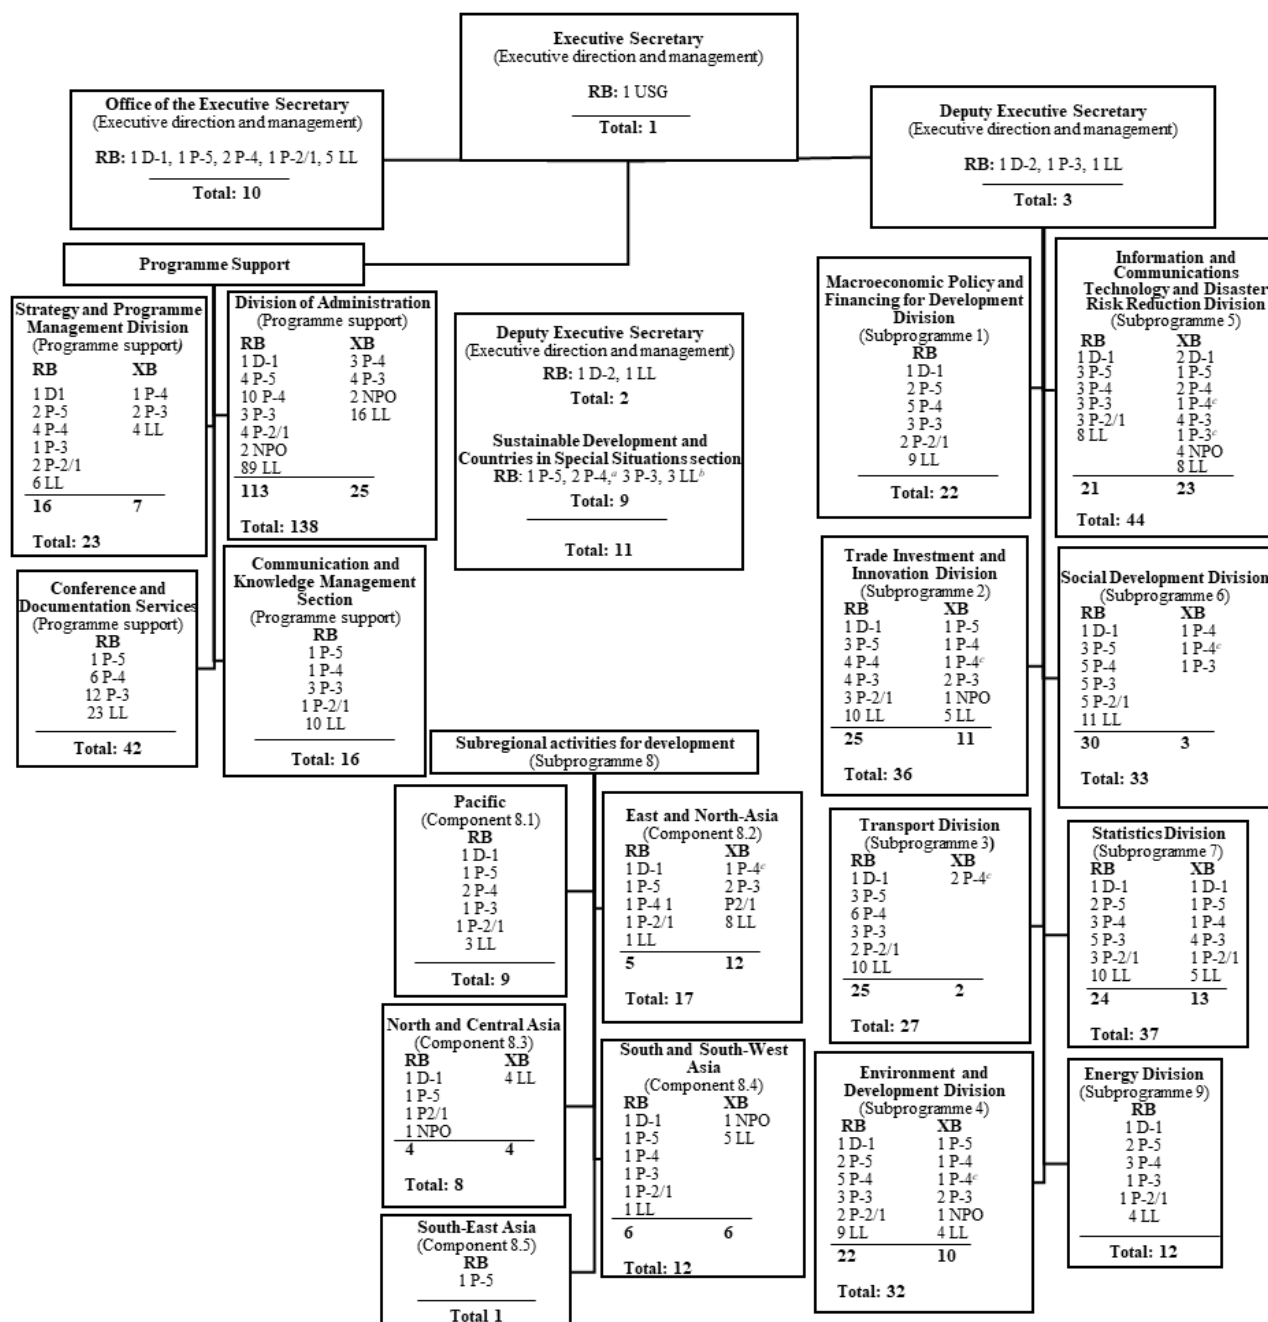 Executive Secretary
(Executive direction and management)
RB: 1 USG
Total: 1
Office of the Executive Secretary
(Executive direction and management)
RB: 1 D-1, 1 P-5, 2 P-4, 1 P-2/1, 5 LL
Total: 10
Deputy Executive Secretary
(Executive direction and management)
RB: 1 D-2, 1 P-3, 1 LL
Total: 3
Programme Support
Strategy and Programme
Management Division
(Programme support)
RB XB
1 D1 1 P-4
2 P-5 2 P-3
4 P-4 4 LL
1 P-3
2 P-2/1
6 LL
16 7
Total: 23
Division of Administration
(Programme support)
RB XB
1 D-1 3 P-4
4 P-5 4 P-3
10 P-4 2 NPO
3 P-3 16 LL
4 P-2/1
2 NPO
89 LL
113 25
Total: 138
Conference and
Documentation Services
(Programme support)
RB
1 P-5
6 P-4
12 P-3
23 LL
Total: 42
Communication and
Knowledge Management
Section
(Programme support)
RB
1 P-5
1 P-4
3 P-3
1 P-2/1
10 LL
Total: 16
Deputy Executive Secretary
(Executive direction and management)
RB: 1 D-2, 1 LL
Total: 2
Sustainable Development and
Countries in Special Situations section
RB: 1 P-5, 2 P-4,a 3 P-3, 3 LLb
Total: 9
Total: 11
Macroeconomic Policy and
Financing for Development
Division
(Subprogramme 1)
RB
1 D-1
2 P-5
5 P-4
3 P-3
2 P-2/1
9 LL
Total: 22
Information and
Communications
Technology and Disaster
Risk Reduction Division
(Subprogramme 5)
RB XB
1 D-1 2 D-1
3 P-5 1 P-5
3 P-4 2 P-4
3 P-3 1 P-4c
3 P-2/1 4 P-3
8 LL 1 P-3c
4 NPO
8 LL
21 23
Total: 44
Trade Investment and
Innovation Division
(Subprogramme 2)
RB XB
1 D-1 1 P-5
3 P-5 1 P-4
4 P-4 1 P-4c
4 P-3 2 P-3
3 P-2/1 1 NPO
10 LL 5 LL
25 11
Total: 36
Social Development Division
(Subprogramme 6)
RB XB
1 D-1 1 P-4
3 P-5 1 P-4c
5 P-4 1 P-3
5 P-3
5 P-2/1
11 LL
30 3
Total: 33
Subregional activities for development
(Subprogramme 8)
Pacific
(Component 8.1)
RB
1 D-1
1 P-5
2 P-4
1 P-3
1 P-2/1
3 LL
Total: 9
East and North-Asia
(Component 8.2)
RB XB
1 D-1 1 P-4c
1 P-5 2 P-3
1 P-4 1 P2/1
1 P-2/1 8 LL
1 LL
5 12
Total: 17
North and Central Asia
(Component 8.3)
RB XB
1 D-1 4 LL
1 P-5
1 P2/1
1 NPO
4 4
Total: 8
South and South-West
Asia
(Component 8.4)
RB XB
1 D-1 1 NPO
1 P-5 5 LL
1 P-4
1 P-3
1 P-2/1
1 LL
6 6
Total: 12
South-East Asia
(Component 8.5)
RB
1 P-5
Total 1
Transport Division
(Subprogramme 3)
RB XB
1 D-1 2 P-4c
3 P-5
6 P-4
3 P-3
2 P-2/1
10 LL
25 2
Total: 27
Statistics Division
(Subprogramme 7)
RB XB
1 D-1 1 D-1
2 P-5 1 P-5
3 P-4 1 P-4
5 P-3 4 P-3
3 P-2/1 1 P-2/1
10 LL 5 LL
24 13
Total: 37
Environment and
Development Division
(Subprogramme 4)
RB XB
1 D-1 1 P-5
2 P-5 1 P-4
5 P-4 1 P-4c
3 P-3 2 P-3
2 P-2/1 1 NPO
9 LL 4 LL
22 10
Total: 32
Energy Division
(Subprogramme 9)
RB
1 D-1
2 P-5
3 P-4
1 P-3
1 P-2/1
4 LL
Total: 12